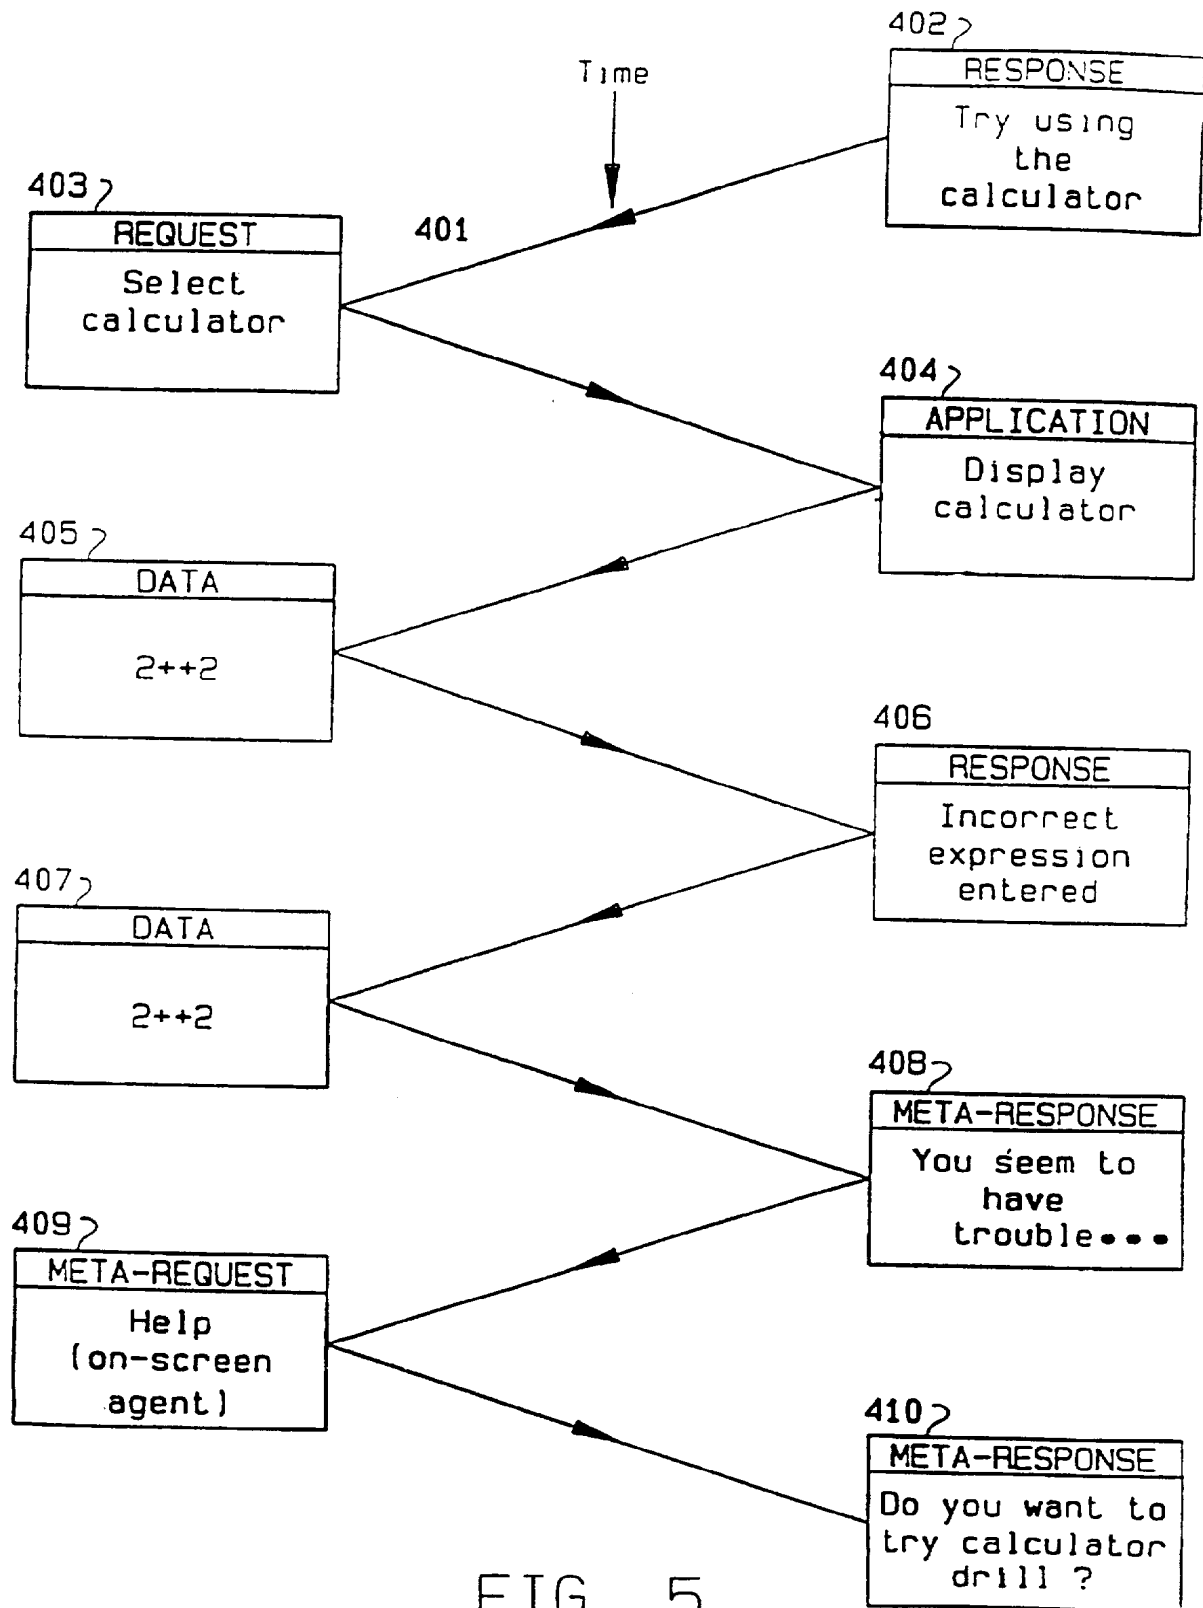 402
RESPONSE
Try using
the
calculator
Time
403
REQUEST
Select
calculator
401
404
APPLICATION
Display
calculator
405
DATA
2++2
406
RESPONSE
Incorrect
expression
entered
407
DATA
2++2
408
META-RESPONSE
You seem to
have
trouble•••
409
META-REQUEST
Help
(on-screen
agent)
410
META-RESPONSE
Do you want to
try calculator
drill ?
FIG. 5